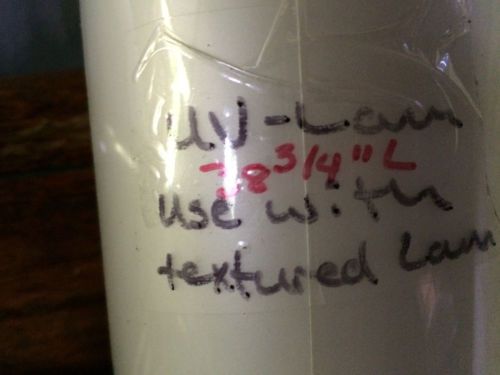 UV-Lam
38 3/4" L
use with
textured Lam